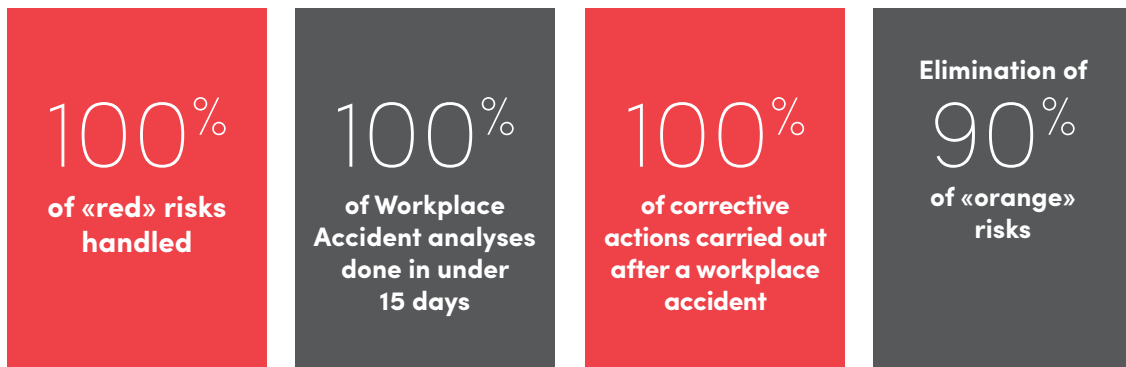 100%
of «red» risks
handled
100%
of Workplace
Accident analyses
done in under
15 days
100%
of corrective
actions carried out
after a workplace
accident
Elimination of
90%
of «orange»
risks